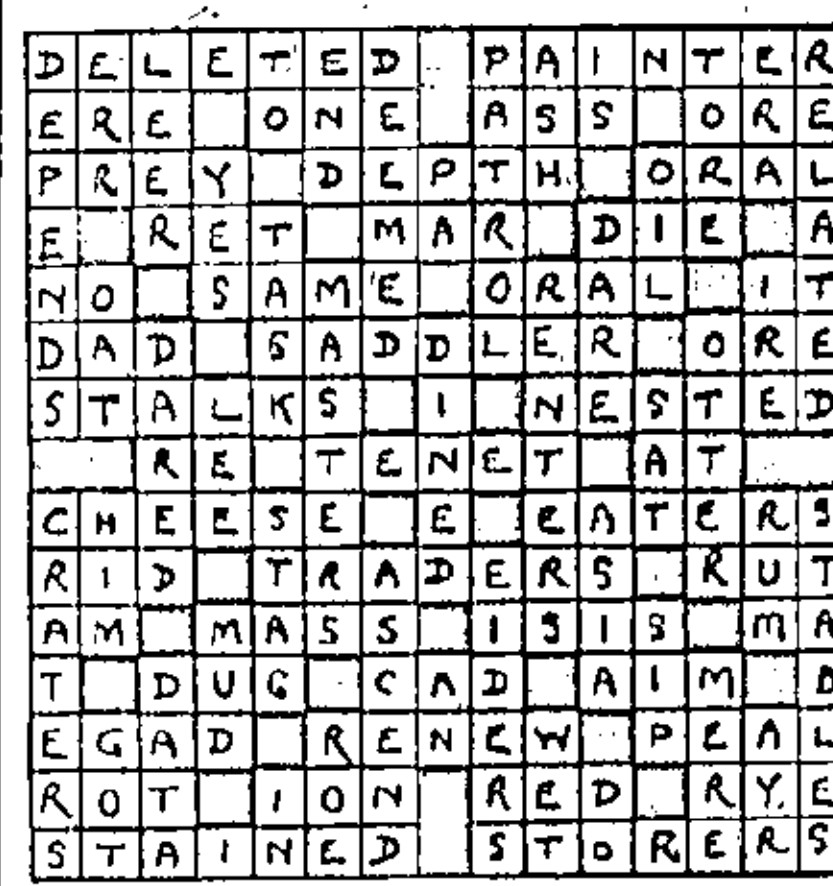 DELETED PAINTER
ERE ONE ASS ORE
PREY DEPTH ORAL
E RET MAR DIE A
NO SAME ORAL IT
DAD SADDLER ORE
STALKS I NESTED
RE TENET AT
CHEESE E EATERS
RID TRADERS RUT
AM MASS ISIS MA
T DUG CAD AIM D
EGAD RENEW PEAL
ROT ION RED RYE
STAINED STORERS